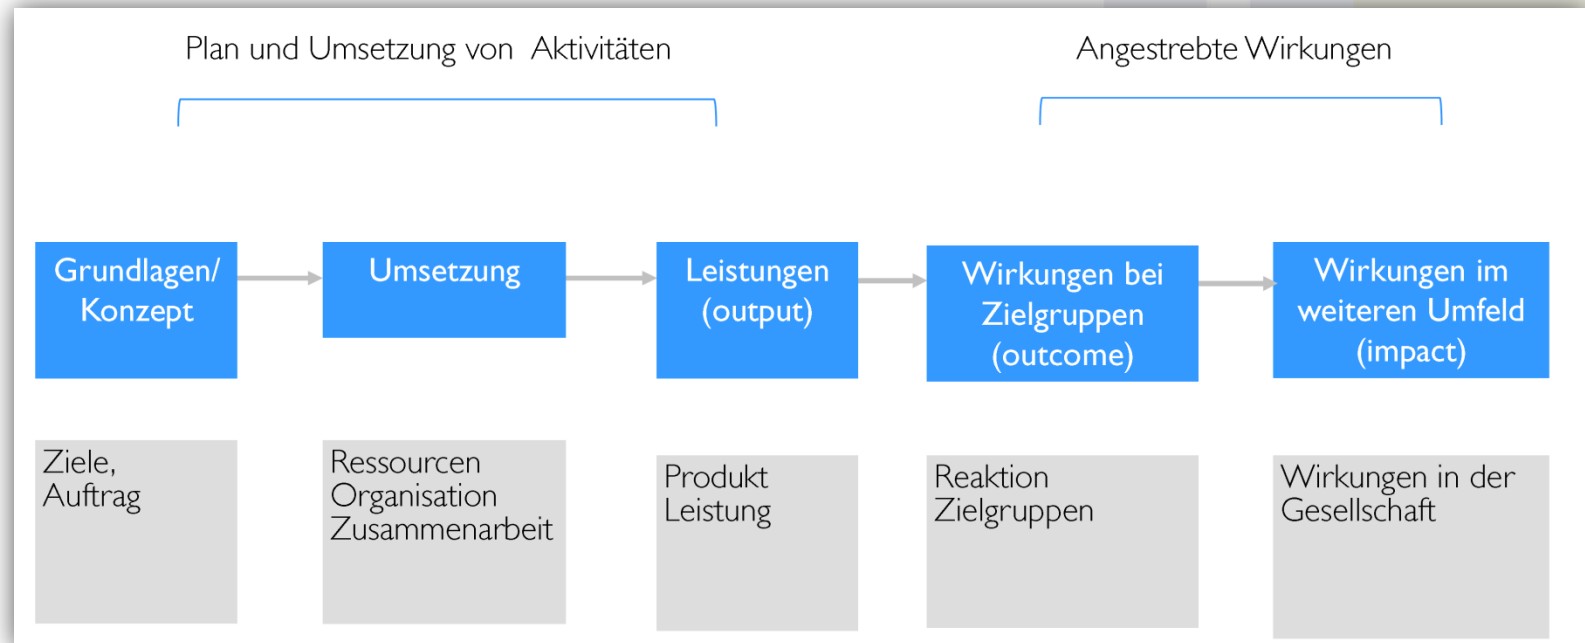 Plan und Umsetzung von Aktivitäten
Angestrebte Wirkungen
Grundlagen/
Konzept
Umsetzung
Leistungen
(output)
Wirkungen bei
Zielgruppen
(outcome)
Wirkungen im
weiteren Umfeld
(impact)
Ziele,
Auftrag
Ressourcen
Organisation
Zusammenarbeit
Produkt
Leistung
Reaktion
Zielgruppen
Wirkungen in der
Gesellschaft